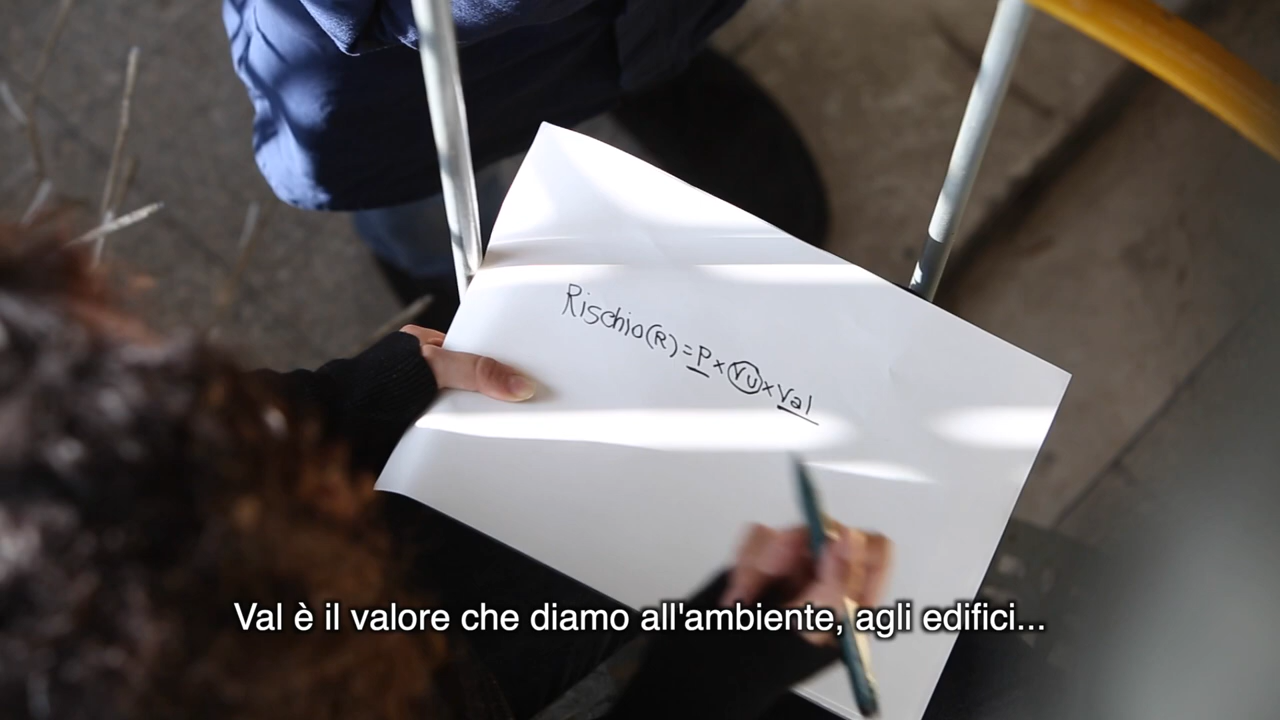 Rischio(R)=P×Vu×Val
Val è il valore che diamo all'ambiente, agli edifici...